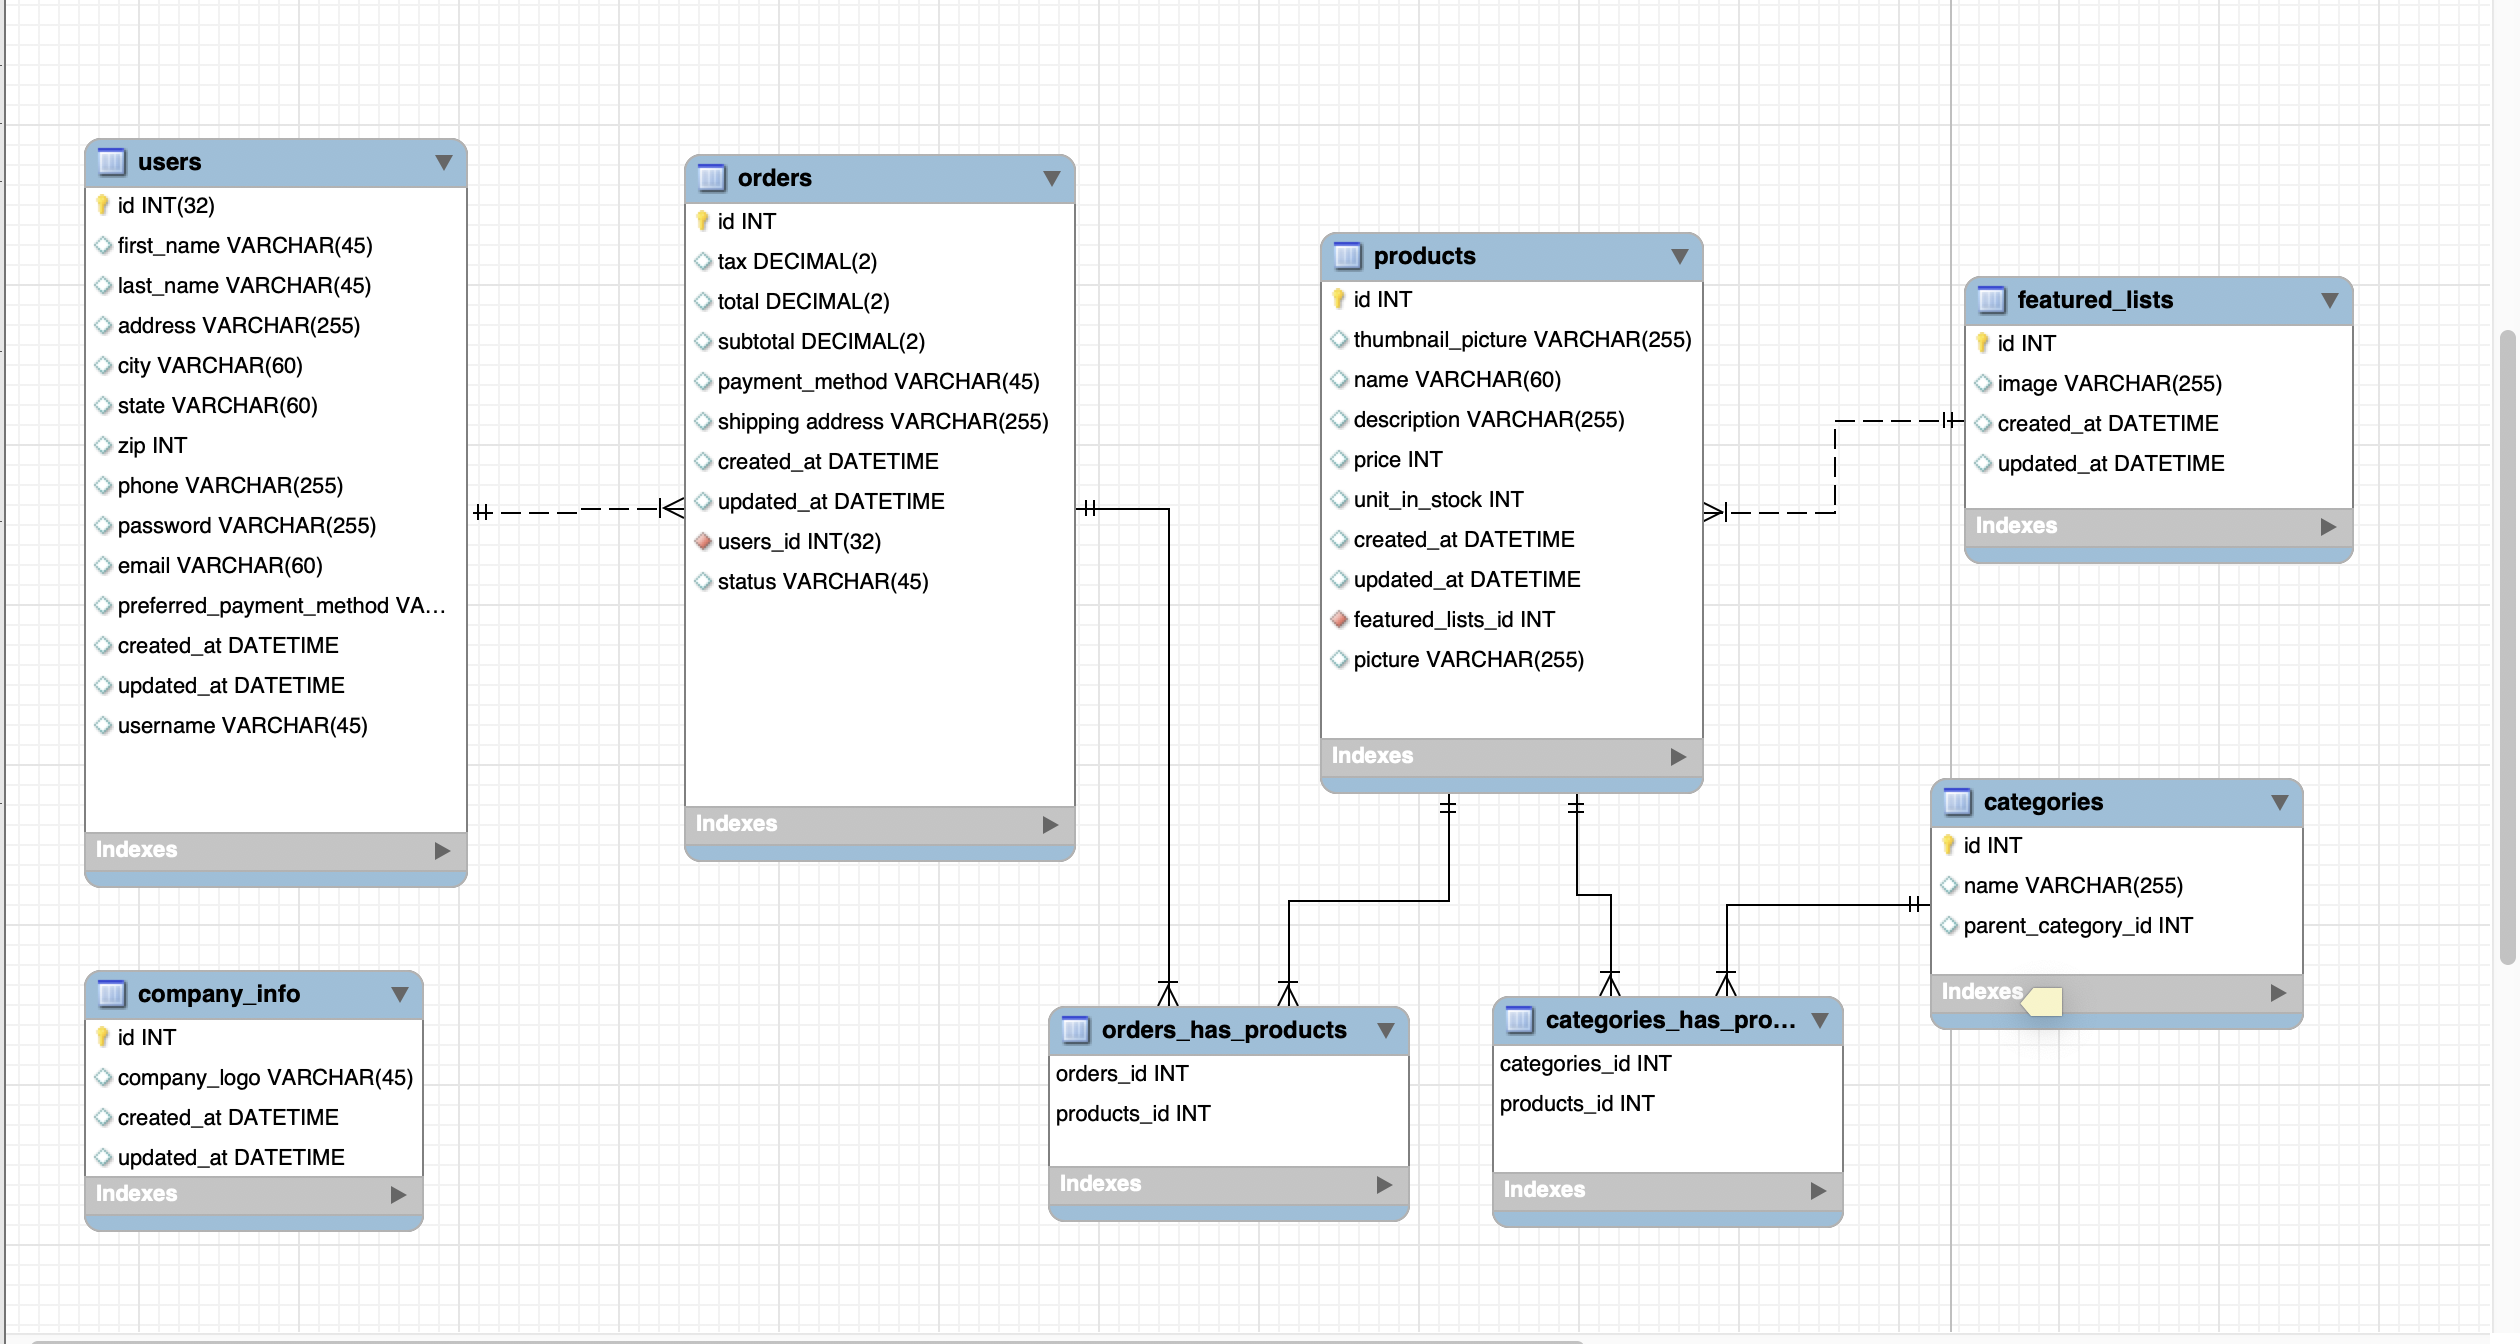 users
id INT(32)
first_name VARCHAR(45)
last_name VARCHAR(45)
address VARCHAR(255)
city VARCHAR(60)
state VARCHAR(60)
zip INT
phone VARCHAR(255)
password VARCHAR(255)
email VARCHAR(60)
preferred_payment_method VA...
created_at DATETIME
updated_at DATETIME
username VARCHAR(45)
Indexes
orders
id INT
tax DECIMAL(2)
total DECIMAL(2)
subtotal DECIMAL(2)
payment_method VARCHAR(45)
shipping address VARCHAR(255)
created_at DATETIME
updated_at DATETIME
users_id INT(32)
status VARCHAR(45)
Indexes
products
id INT
thumbnail_picture VARCHAR(255)
name VARCHAR(60)
description VARCHAR(255)
price INT
unit_in_stock INT
created_at DATETIME
updated_at DATETIME
featured_lists_id INT
picture VARCHAR(255)
Indexes
featured_lists
id INT
image VARCHAR(255)
created_at DATETIME
updated_at DATETIME
Indexes
categories
id INT
name VARCHAR(255)
parent_category_id INT
Indexes
company_info
id INT
company_logo VARCHAR(45)
created_at DATETIME
updated_at DATETIME
Indexes
orders_has_products
orders_id INT
products_id INT
Indexes
categories_has_pro...
categories_id INT
products_id INT
Indexes